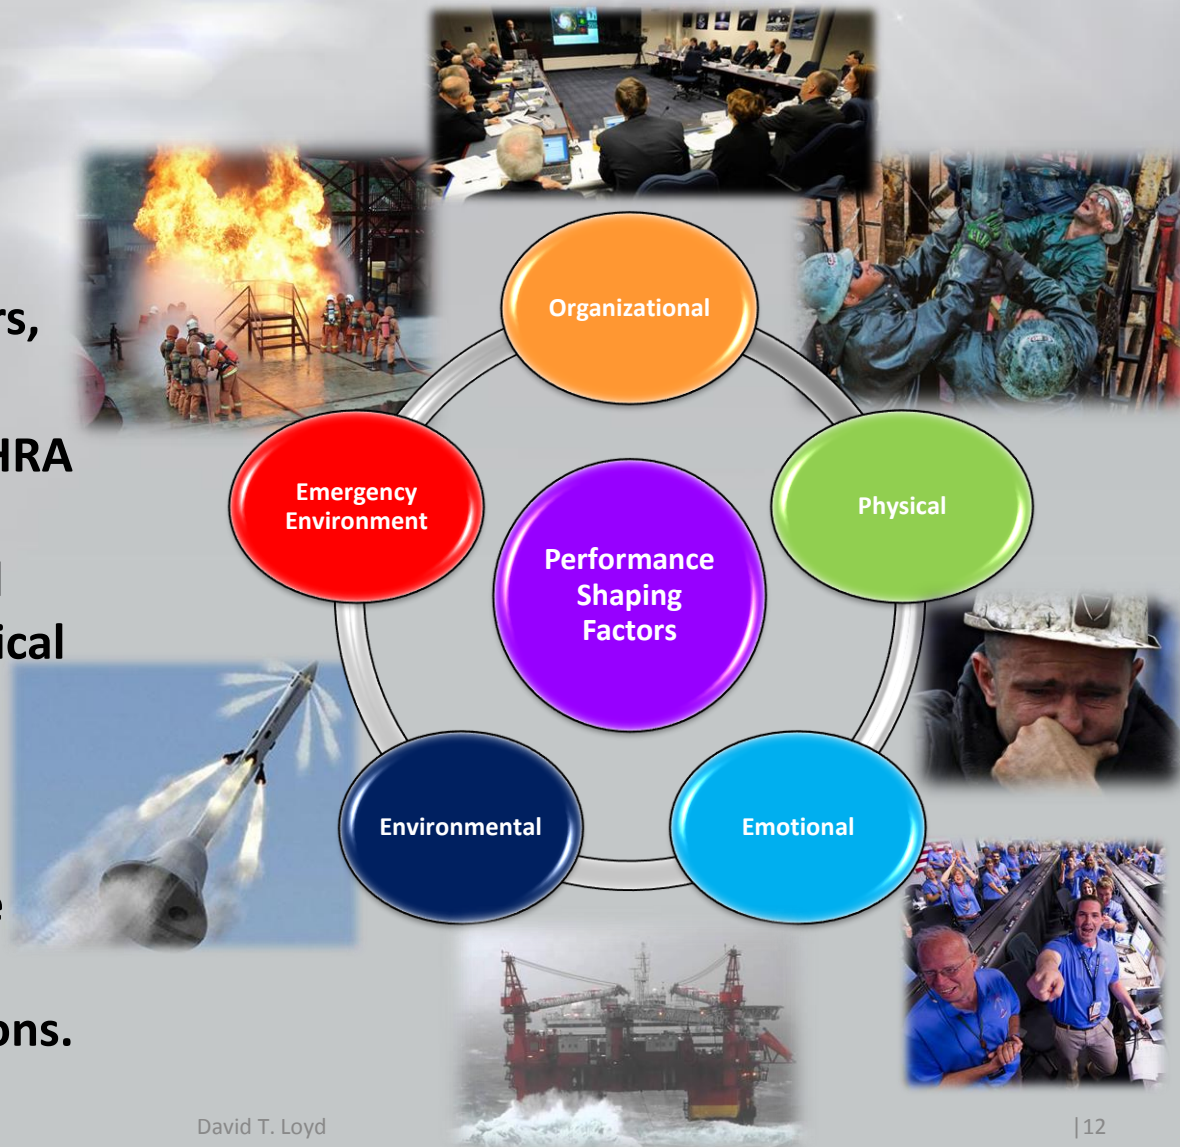 rs,
HRA
ical
e
ons.
Organizational
Emergency
Environment
Physical
Performance
Shaping
Factors
Environmental
Emotional
David T. Loyd
|12